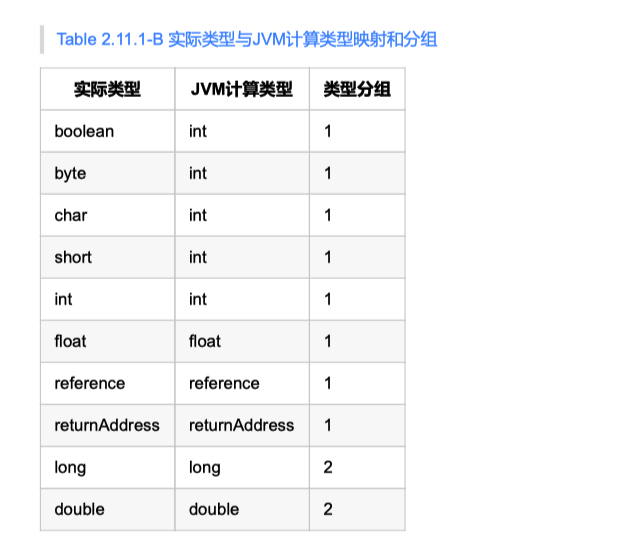 Table 2.11.1-B 实际类型与JVM计算类型映射和分组
实际类型 JVM计算类型 类型分组
boolean int 1
byte int 1
char int 1
short int 1
int int 1
float float 1
reference reference 1
returnAddress returnAddress 1
long long 2
double double 2